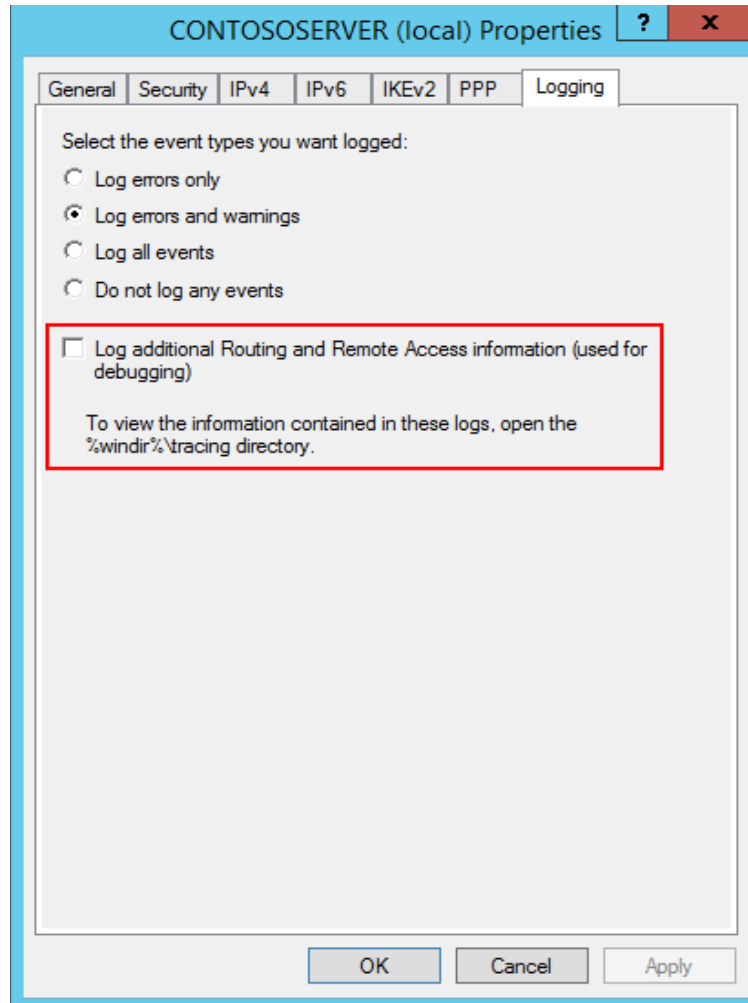 CONTOSOSERVER (local) Properties ? x
General Security IPv4 IPv6 IKEv2 PPP Logging
Select the event types you want logged:
Log errors only
Log errors and warnings
Log all events
Do not log any events
Log additional Routing and Remote Access information (used for
debugging)
To view the information contained in these logs, open the
%windir%\tracing directory.
OK Cancel Apply